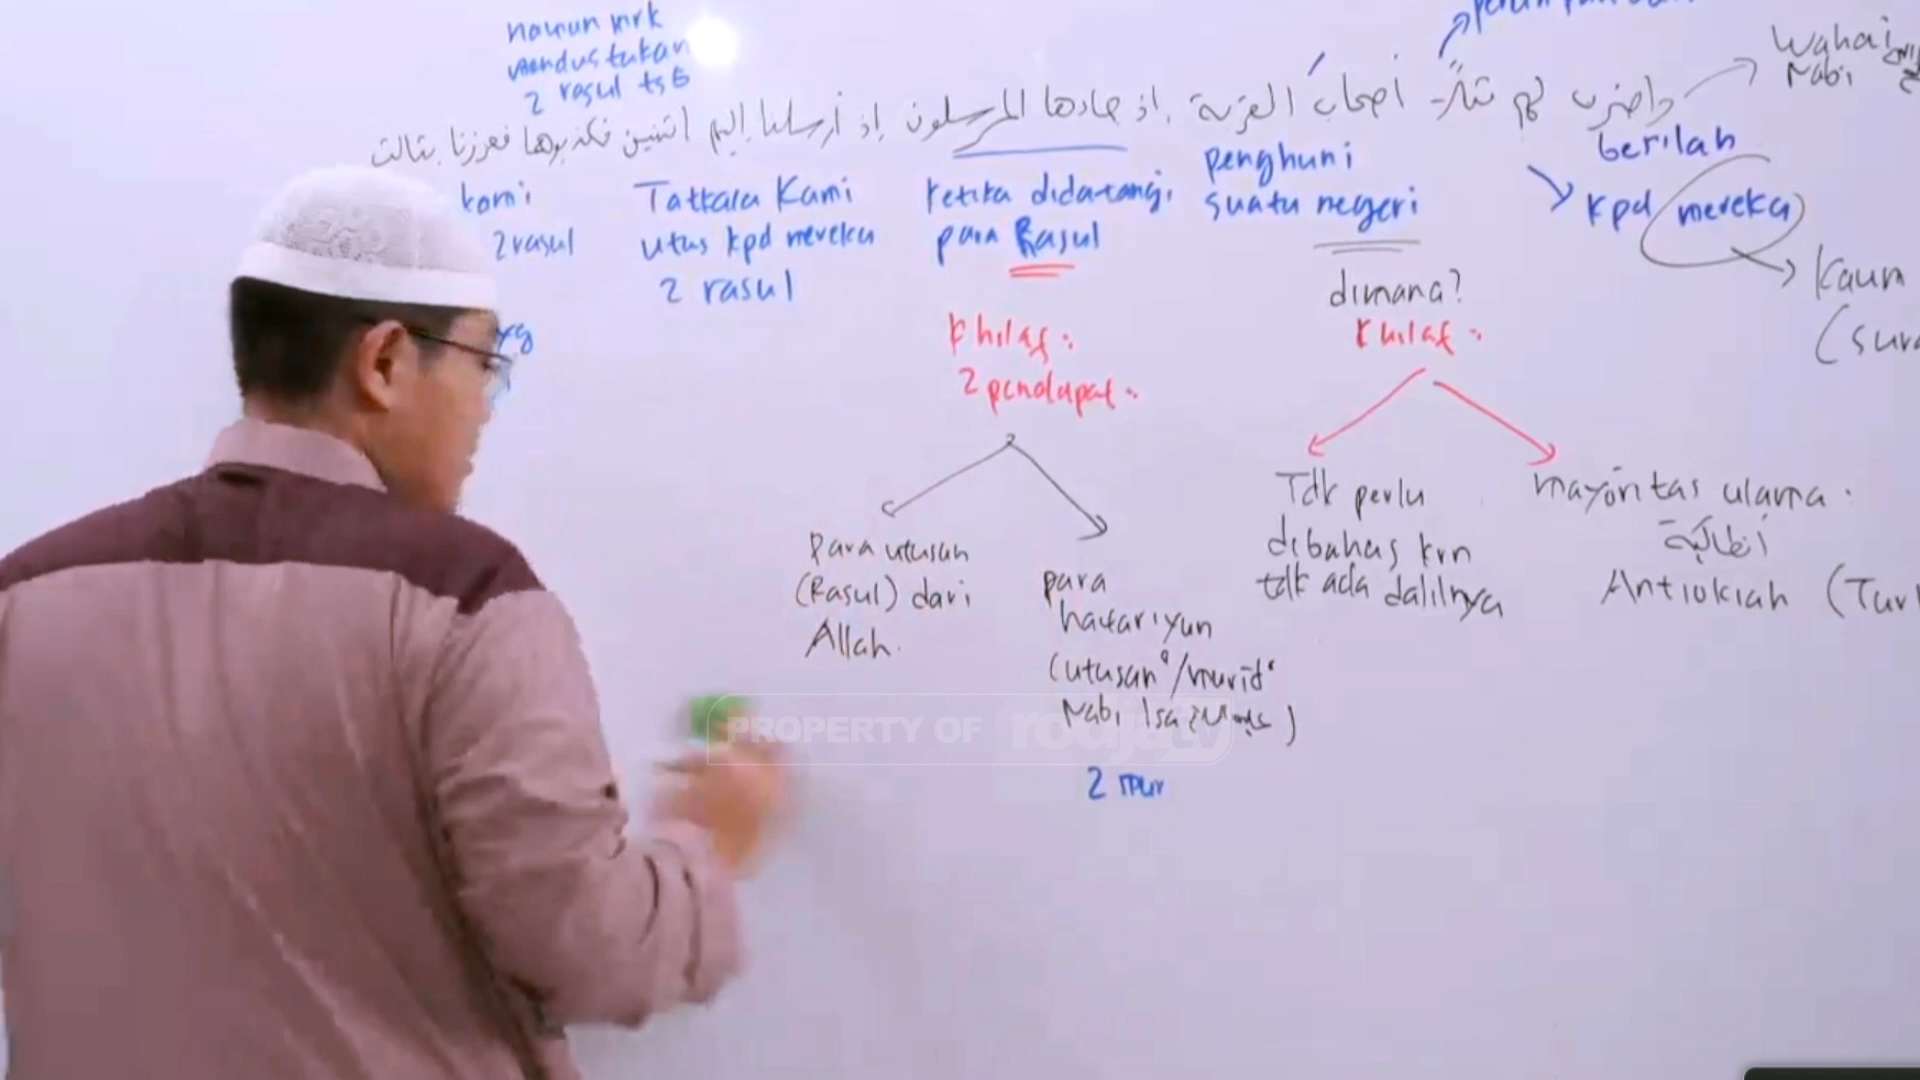 namun mrk
mendustakan
2 rasul tsb
Wahai
Nabi
واضرب لهم مثلا أصحاب القرية إذ جاءها المرسلون إذ أرسلنا إليهم اثنين فكذبوهما فعززنا بثالث
berilah
kpd mereka
penghuni
suatu negeri
ketika didatangi
para Rasul
Tatkala Kami
utus kpd mereka
2 rasul
kami
2 rasul
yg
Kaum
dimana?
khilaf:
khilaf:
2 pendapat:
Tdk perlu
dibahas krn
tdk ada dalilnya
mayoritas ulama:
أنطاكية
Antiokiah (Tur
para utusan
(Rasul) dari
Allah.
para
hawariyun
(utusan²/murid²
Nabi Isa عليه السلام)
2 mur
PROPERTY OF rodjatv